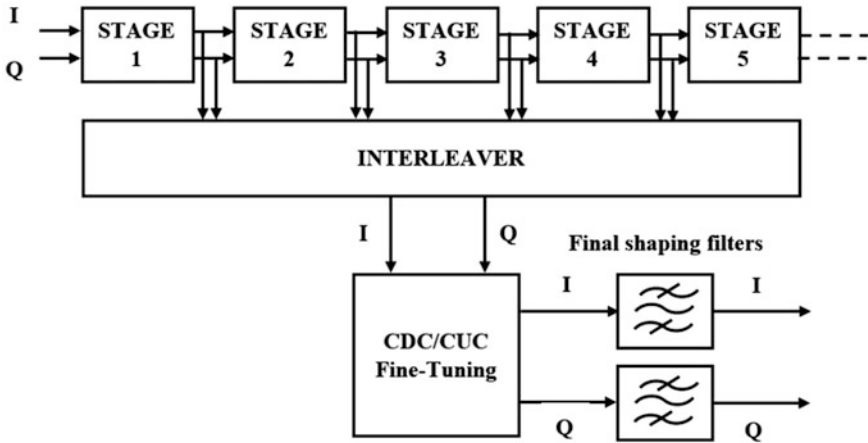 I
Q
STAGE
1
STAGE
2
STAGE
3
STAGE
4
STAGE
5
INTERLEAVER
I
Q
Final shaping filters
CDC/CUC
Fine-Tuning
I
I
Q
Q